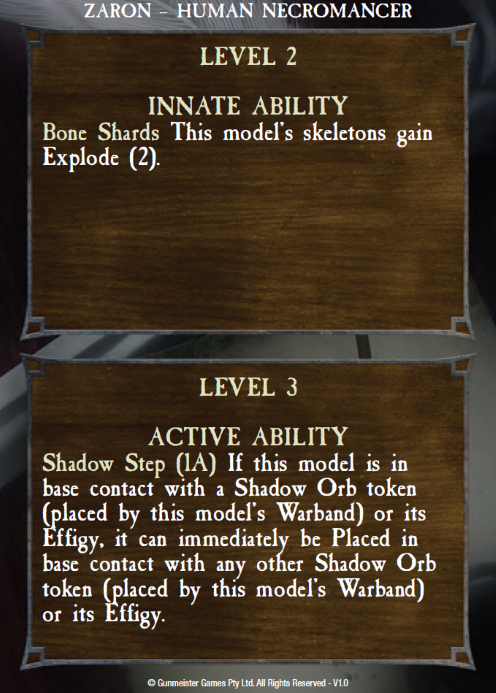 ZARON – HUMAN NECROMANCER
LEVEL 2
INNATE ABILITY
Bone Shards This model's skeletons gain
Explode (2).
LEVEL 3
ACTIVE ABILITY
Shadow Step (1A) If this model is in
base contact with a Shadow Orb token
(placed by this model's Warband) or its
Effigy, it can immediately be Placed in
base contact with any other Shadow Orb
token (placed by this model's Warband)
or its Effigy.
© Gunmeister Games Pty Ltd. All Rights Reserved - V1.0